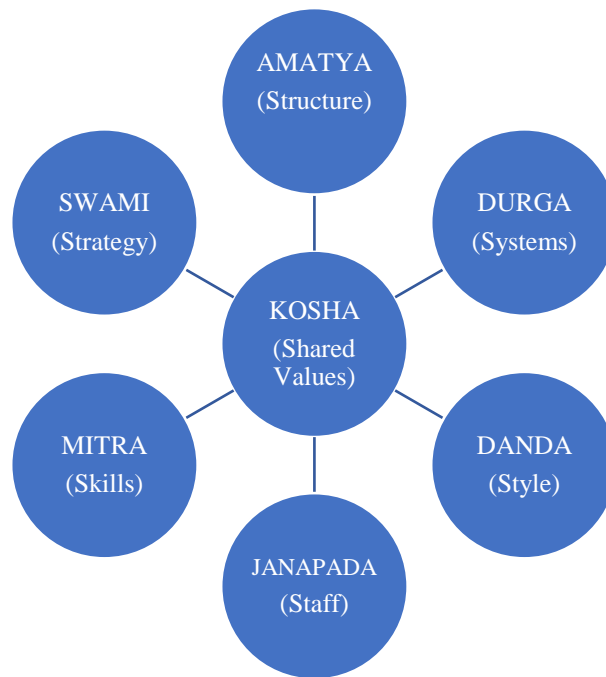 AMATYA
(Structure)
SWAMI
(Strategy)
DURGA
(Systems)
KOSHA
(Shared
Values)
MITRA
(Skills)
DANDA
(Style)
JANAPADA
(Staff)